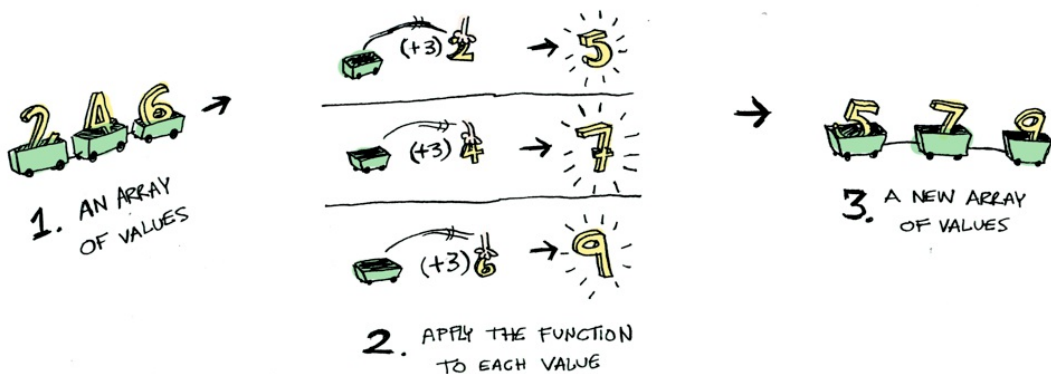 2 4 6
1. AN ARRAY
OF VALUES
(+3) 2 5
(+3) 4 7
(+3) 6 9
2. APPLY THE FUNCTION
TO EACH VALUE
5 7 9
3. A NEW ARRAY
OF VALUES